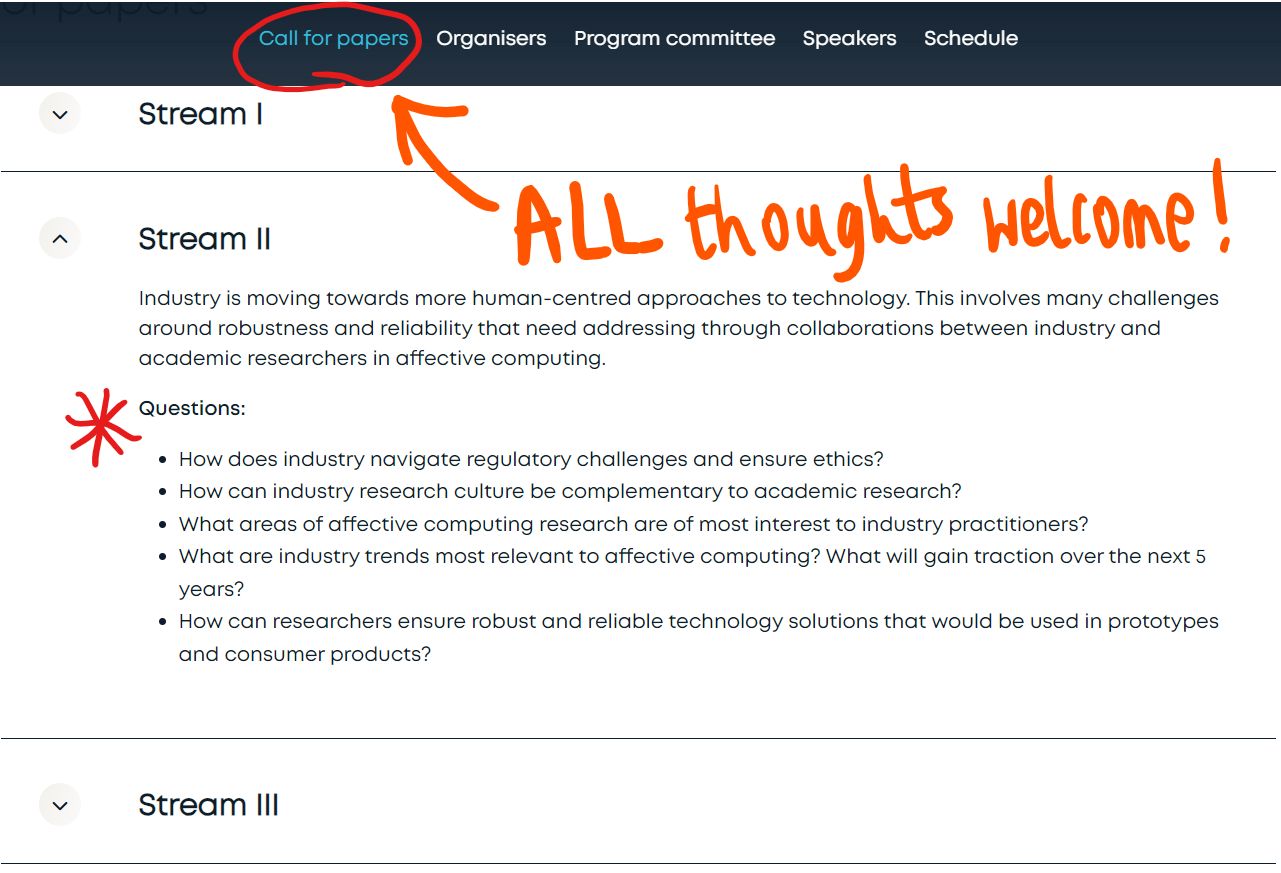 or papers
Call for papers Organisers Program committee Speakers Schedule
Stream I
ALL thoughts welcome!
Stream II
Industry is moving towards more human-centred approaches to technology. This involves many challenges
around robustness and reliability that need addressing through collaborations between industry and
academic researchers in affective computing.
Questions:
How does industry navigate regulatory challenges and ensure ethics?
How can industry research culture be complementary to academic research?
What areas of affective computing research are of most interest to industry practitioners?
What are industry trends most relevant to affective computing? What will gain traction over the next 5
years?
How can researchers ensure robust and reliable technology solutions that would be used in prototypes
and consumer products?
Stream III